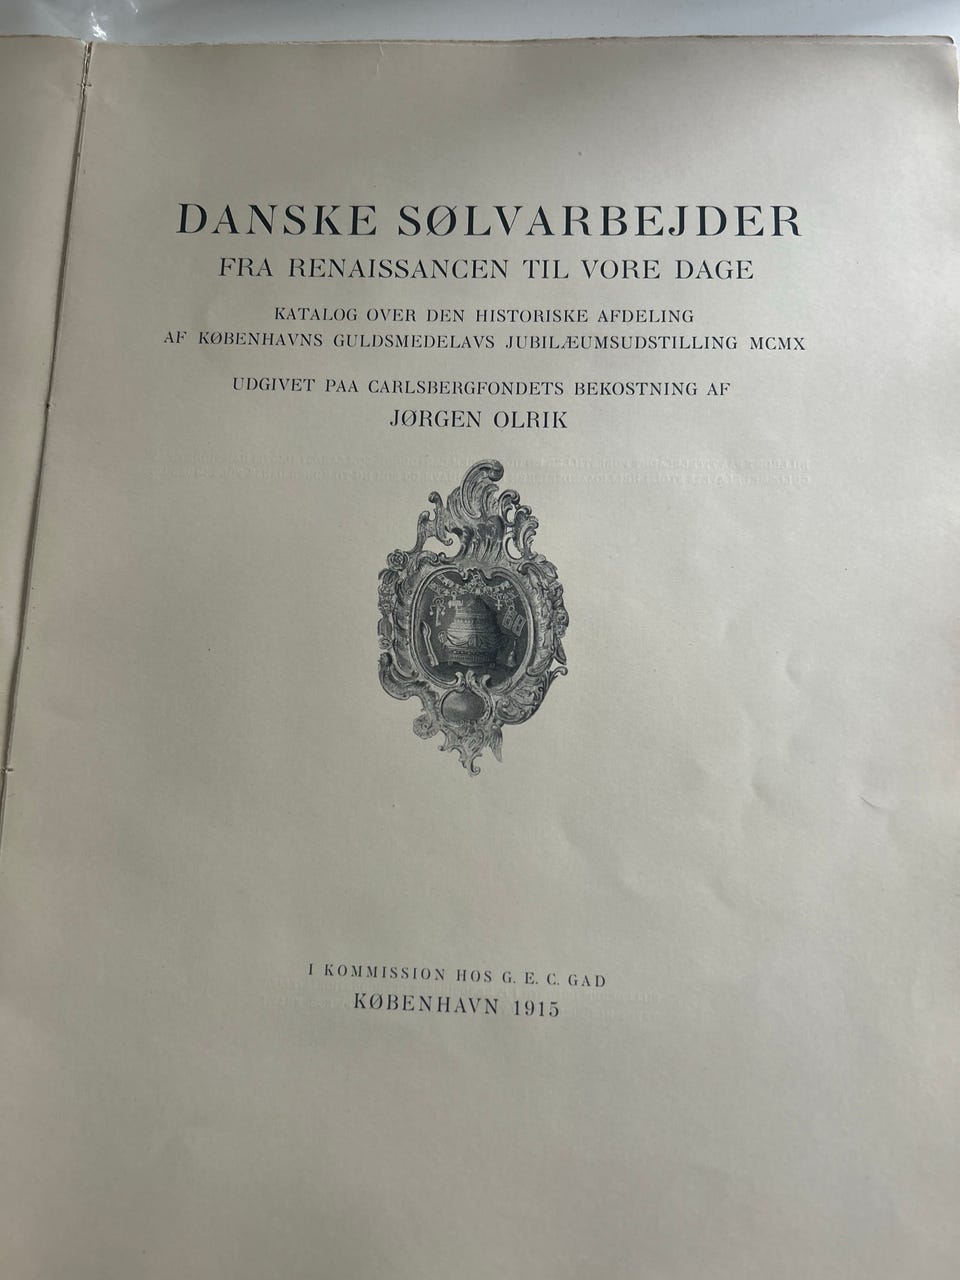 DANSKE SØLVARBEJDER
FRA RENAISSANCEN TIL VORE DAGE
KATALOG OVER DEN HISTORISKE AFDELING
AF KØBENHAVNS GULDSMEDELAVS JUBILÆUMSUDSTILLING MCMX
UDGIVET PAA CARLSBERGFONDETS BEKOSTNING AF
JØRGEN OLRIK
I KOMMISSION HOS G. E. C. GAD
KØBENHAVN 1915